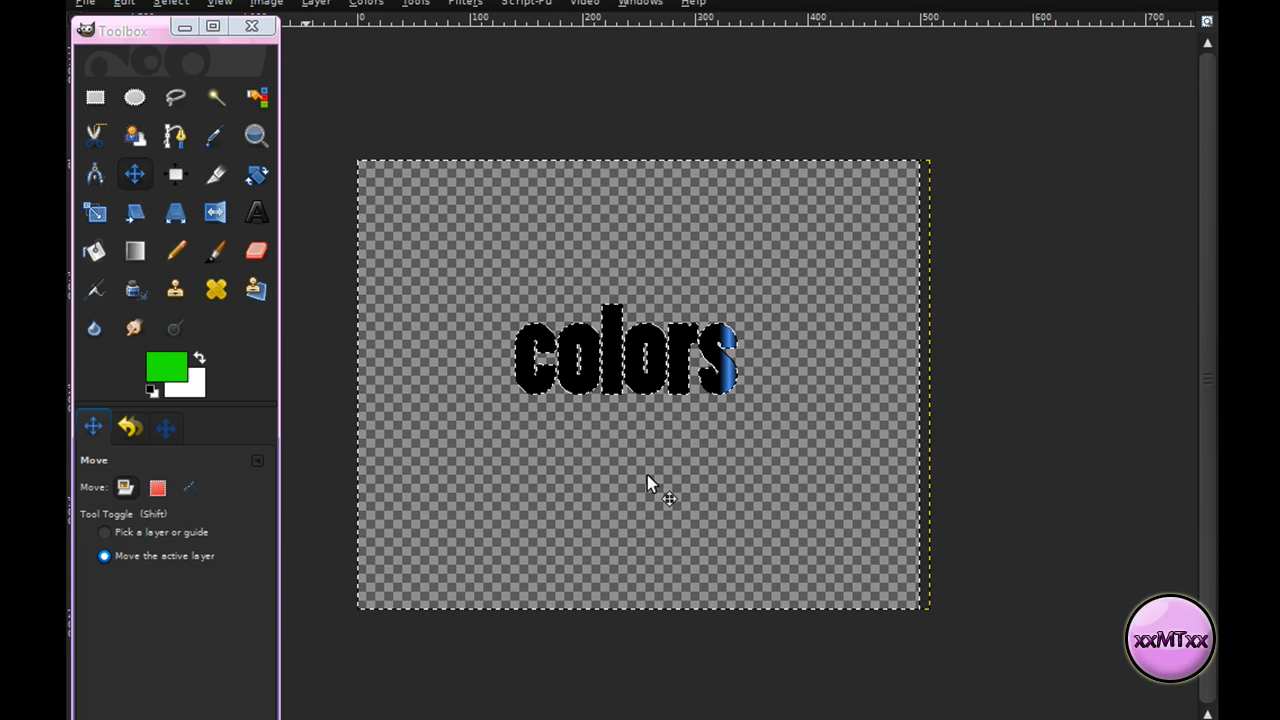 File Edit Select View Image Layer Colors Tools Filters Script-Fu Video Windows Help
Toolbox
0 100 200 300 400 500 600 700
colors
Move
Move:
Tool Toggle (Shift)
Pick a layer or guide
Move the active layer
xxMTxx